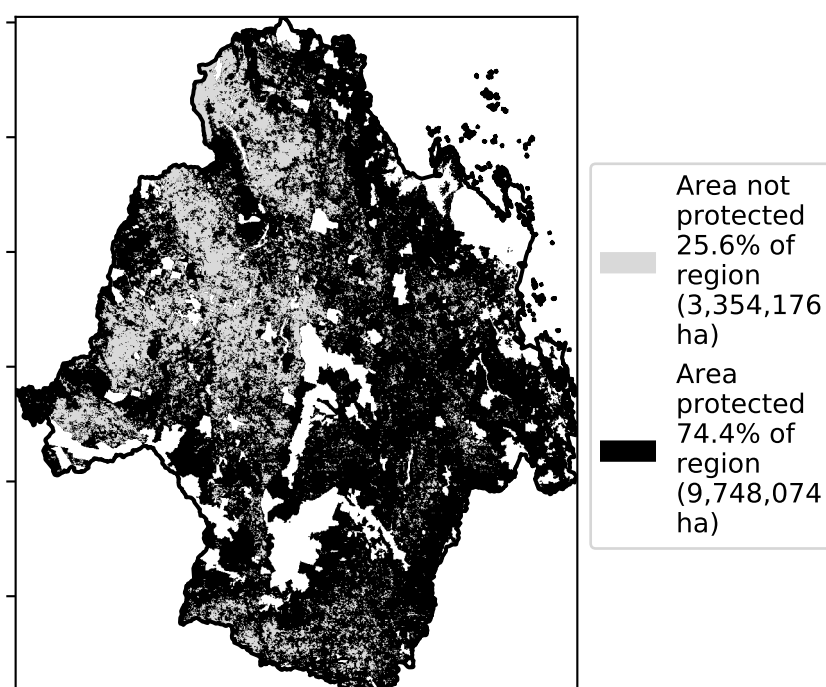 Area not
protected
25.6% of
region
(3,354,176
ha)
Area
protected
74.4% of
region
(9,748,074
ha)